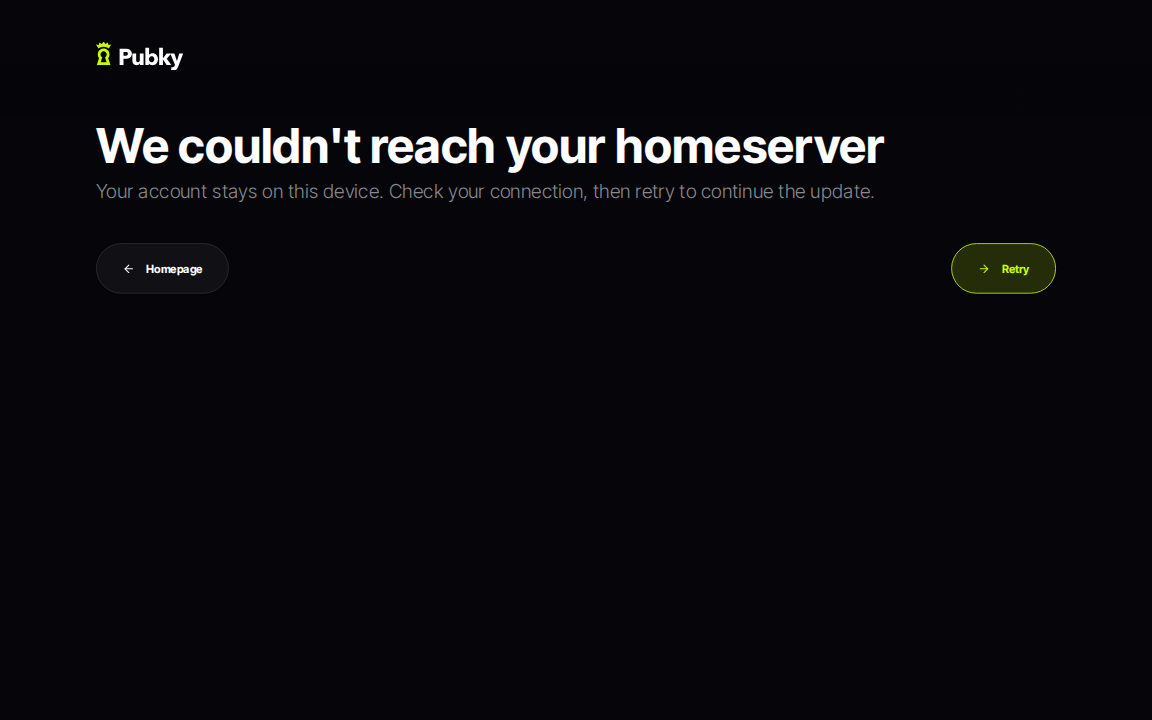 Pubky
We couldn't reach your homeserver
Your account stays on this device. Check your connection, then retry to continue the update.
Homepage
Retry